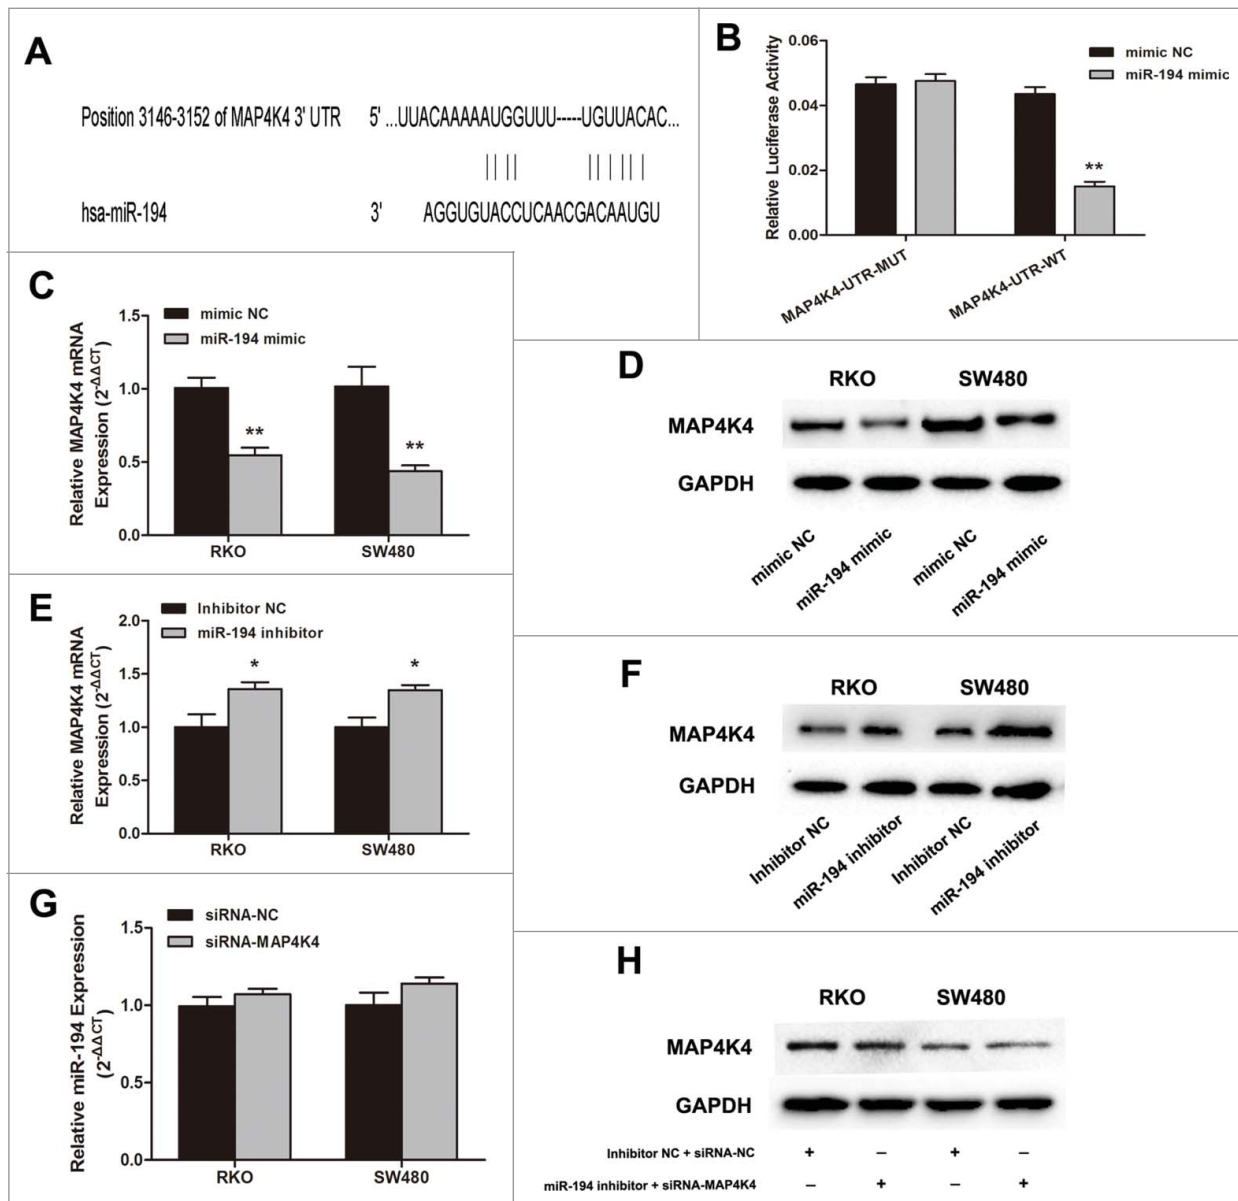 A
Position 3146-3152 of MAP4K4 3' UTR 5' ...UUACAAAAAUGGUUU-----UGUUACAC...
hsa-miR-194 3' AGGUGUACCUCAACGACAAUGU
B
Relative Luciferase Activity
0.06
0.04
0.02
0.00
mimic NC
miR-194 mimic
**
MAP4K4-UTR-MUT
MAP4K4-UTR-WT
C
Relative MAP4K4 mRNA
Expression (2-ΔΔCT)
1.5
1.0
0.5
0.0
mimic NC
miR-194 mimic
**
**
RKO
SW480
D
RKO SW480
MAP4K4
GAPDH
mimic NC
miR-194 mimic
mimic NC
miR-194 mimic
E
Relative MAP4K4 mRNA
Expression (2-ΔΔCT)
2.0
1.5
1.0
0.5
0.0
Inhibitor NC
miR-194 inhibitor
*
*
RKO
SW480
F
RKO SW480
MAP4K4
GAPDH
Inhibitor NC
miR-194 inhibitor
Inhibitor NC
miR-194 inhibitor
G
Relative miR-194 Expression
(2-ΔΔCT)
1.5
1.0
0.5
0.0
siRNA-NC
siRNA-MAP4K4
RKO
SW480
H
RKO SW480
MAP4K4
GAPDH
Inhibitor NC + siRNA-NC + – + –
miR-194 inhibitor + siRNA-MAP4K4 – + – +